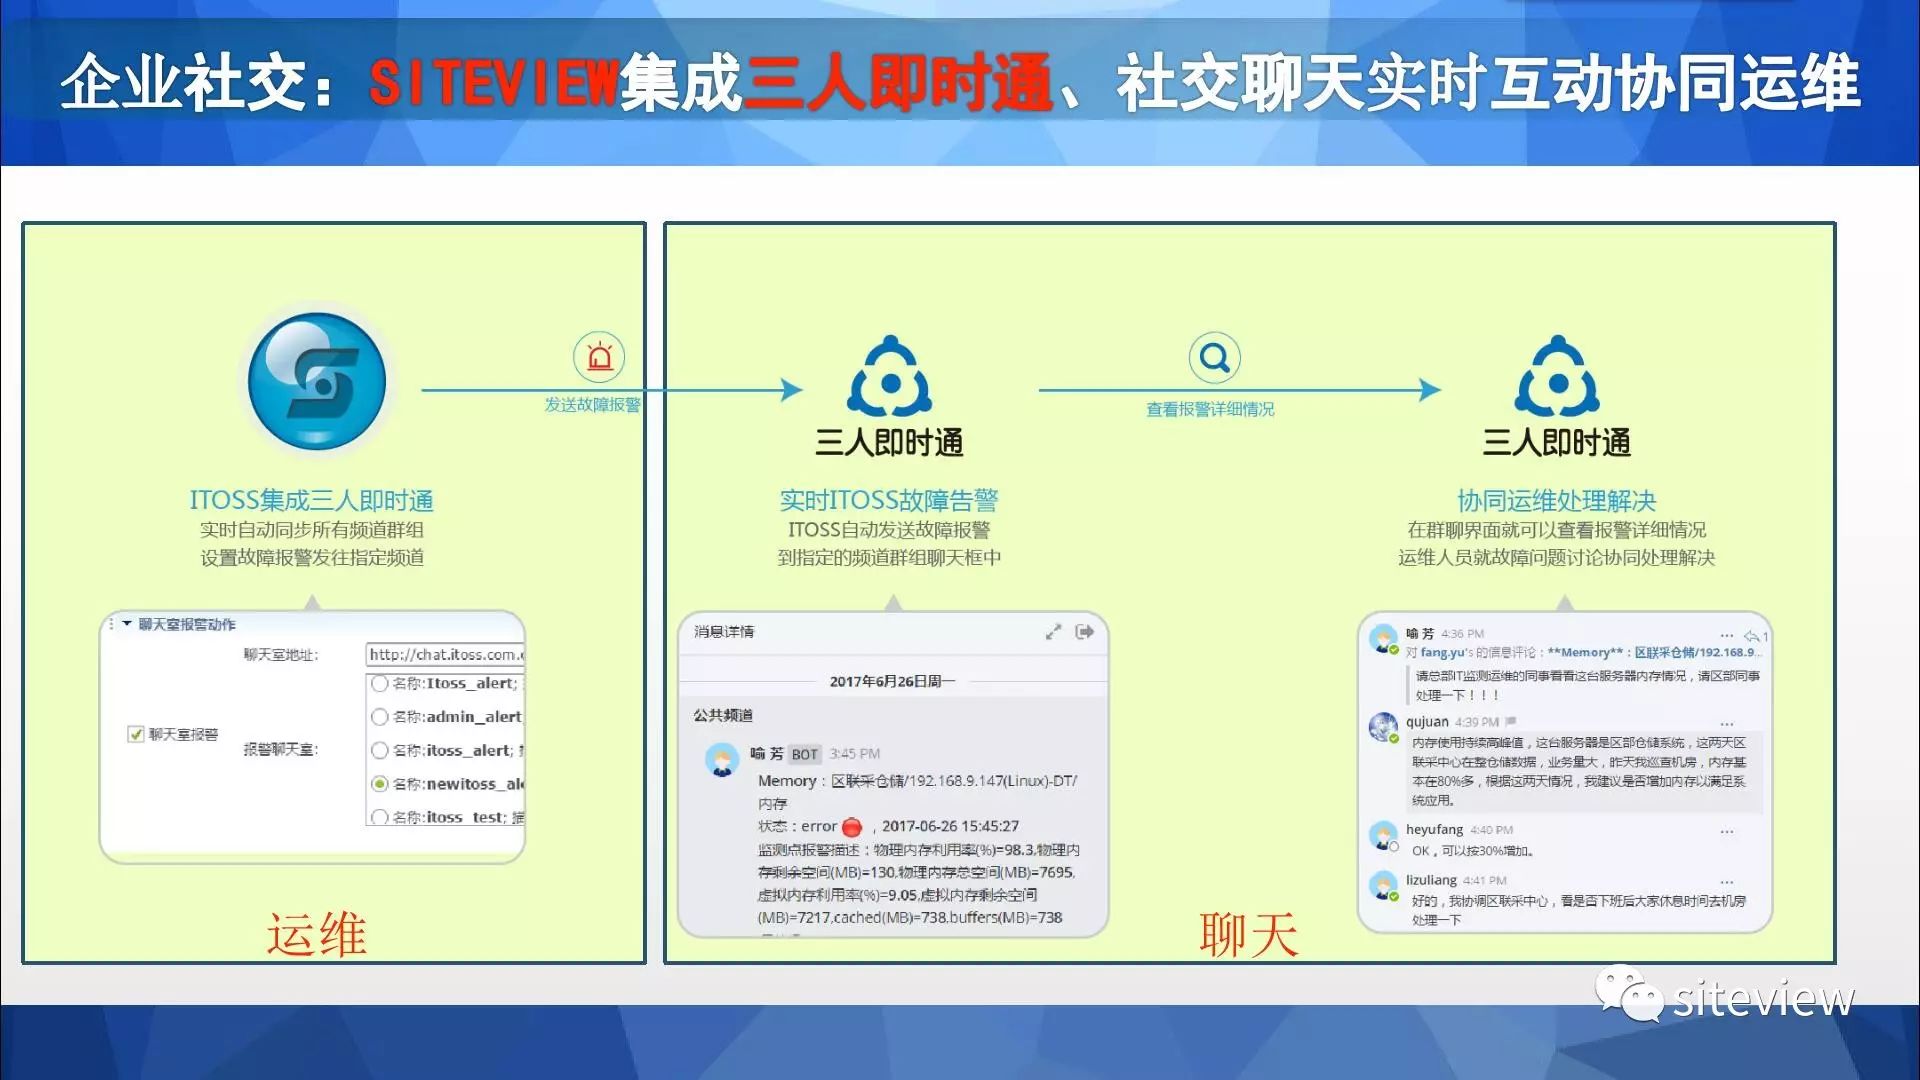 企业社交：SITEVIEW集成三人即时通、社交聊天实时互动协同运维
发送故障报警
查看报警详细情况
三人即时通
三人即时通
ITOSS集成三人即时通
实时自动同步所有频道群组
设置故障报警发往指定频道
实时ITOSS故障告警
ITOSS自动发送故障报警
到指定的频道群组聊天框中
协同运维处理解决
在群聊界面就可以查看报警详细情况
运维人员就故障问题讨论协同处理解决
聊天室报警动作
聊天室地址：
http://chat.itoss.com.
名称:Itoss_alert;
名称:admin_alert
聊天室报警
报警聊天室：
名称:itoss_alert;
名称:newitoss_ale
名称:itoss_test;
运维
消息详情
2017年6月26日周一
公共频道
喻 芳 BOT 3:45 PM
Memory：区联采仓储/192.168.9.147(Linux)-DT/
内存
状态：error ，2017-06-26 15:45:27
监测点报警描述：物理内存利用率(%)=98.3,物理内
存剩余空间(MB)=130,物理内存总空间(MB)=7695,
虚拟内存利用率(%)=9.05,虚拟内存剩余空间
(MB)=7217,cached(MB)=738.buffers(MB)=738
聊天
喻 芳 4:36 PM ... 1
对 fang.yu's 的信息评论：**Memory**：区联采仓储/192.168.9...
请总部IT监测运维的同事看看这台服务器内存情况，请区部同事
处理一下！！！
qujuan 4:39 PM ...
内存使用持续高峰值，这台服务器是区部仓储系统，这两天区
联采中心在整仓储数据，业务量大，昨天我巡查机房，内存基
本在80%多，根据这两天情况，我建议是否增加内存以满足系
统应用。
heyufang 4:40 PM ...
OK，可以按30%增加。
lizuliang 4:41 PM ...
好的，我协调区联采中心，看是否下班后大家休息时间去机房
处理一下
siteview